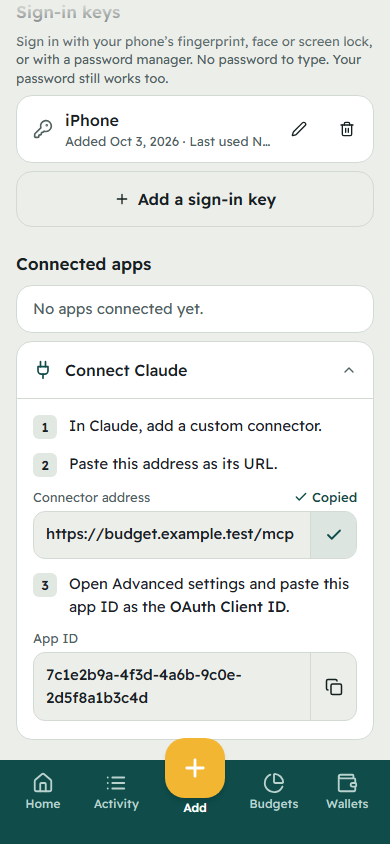 Sign-in keys
Sign in with your phone's fingerprint, face or screen lock,
or with a password manager. No password to type. Your
password still works too.
iPhone
Added Oct 3, 2026 · Last used N…
+ Add a sign-in key
Connected apps
No apps connected yet.
Connect Claude
1 In Claude, add a custom connector.
2 Paste this address as its URL.
Connector address
Copied
https://budget.example.test/mcp
3 Open Advanced settings and paste this
app ID as the OAuth Client ID.
App ID
7c1e2b9a-4f3d-4a6b-9c0e-
2d5f8a1b3c4d
Home
Activity
Add
Budgets
Wallets